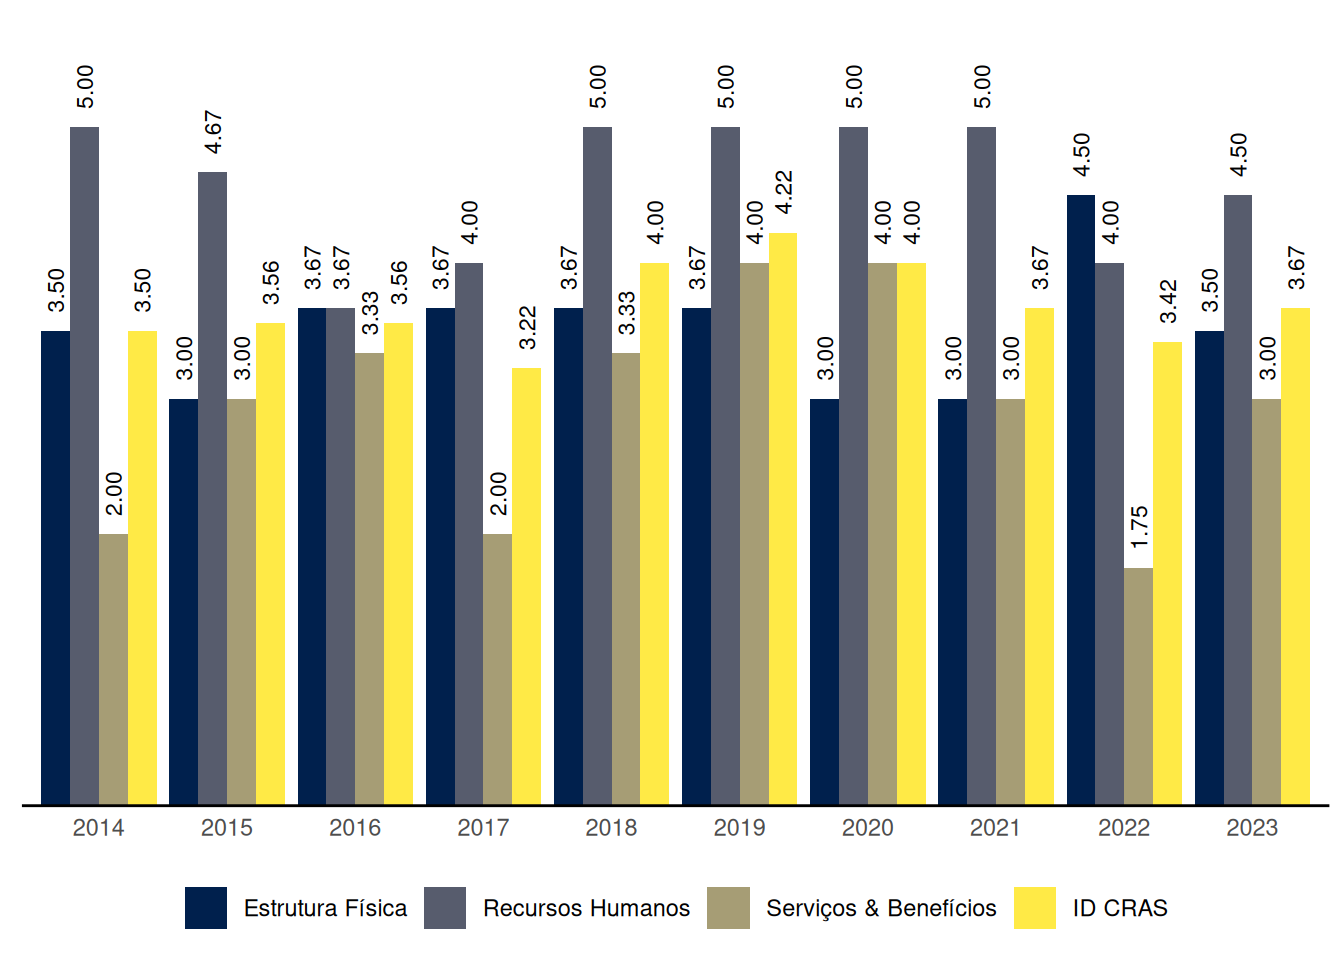 3.50 5.00 2.00 3.50
3.00 4.67 3.00 3.56
3.67 3.67 3.33 3.56
3.67 4.00 2.00 3.22
3.67 5.00 3.33 4.00
3.67 5.00 4.00 4.22
3.00 5.00 4.00 4.00
3.00 5.00 3.00 3.67
4.50 4.00 1.75 3.42
3.50 4.50 3.00 3.67
2014 2015 2016 2017 2018 2019 2020 2021 2022 2023
Estrutura Física Recursos Humanos Serviços & Benefícios ID CRAS